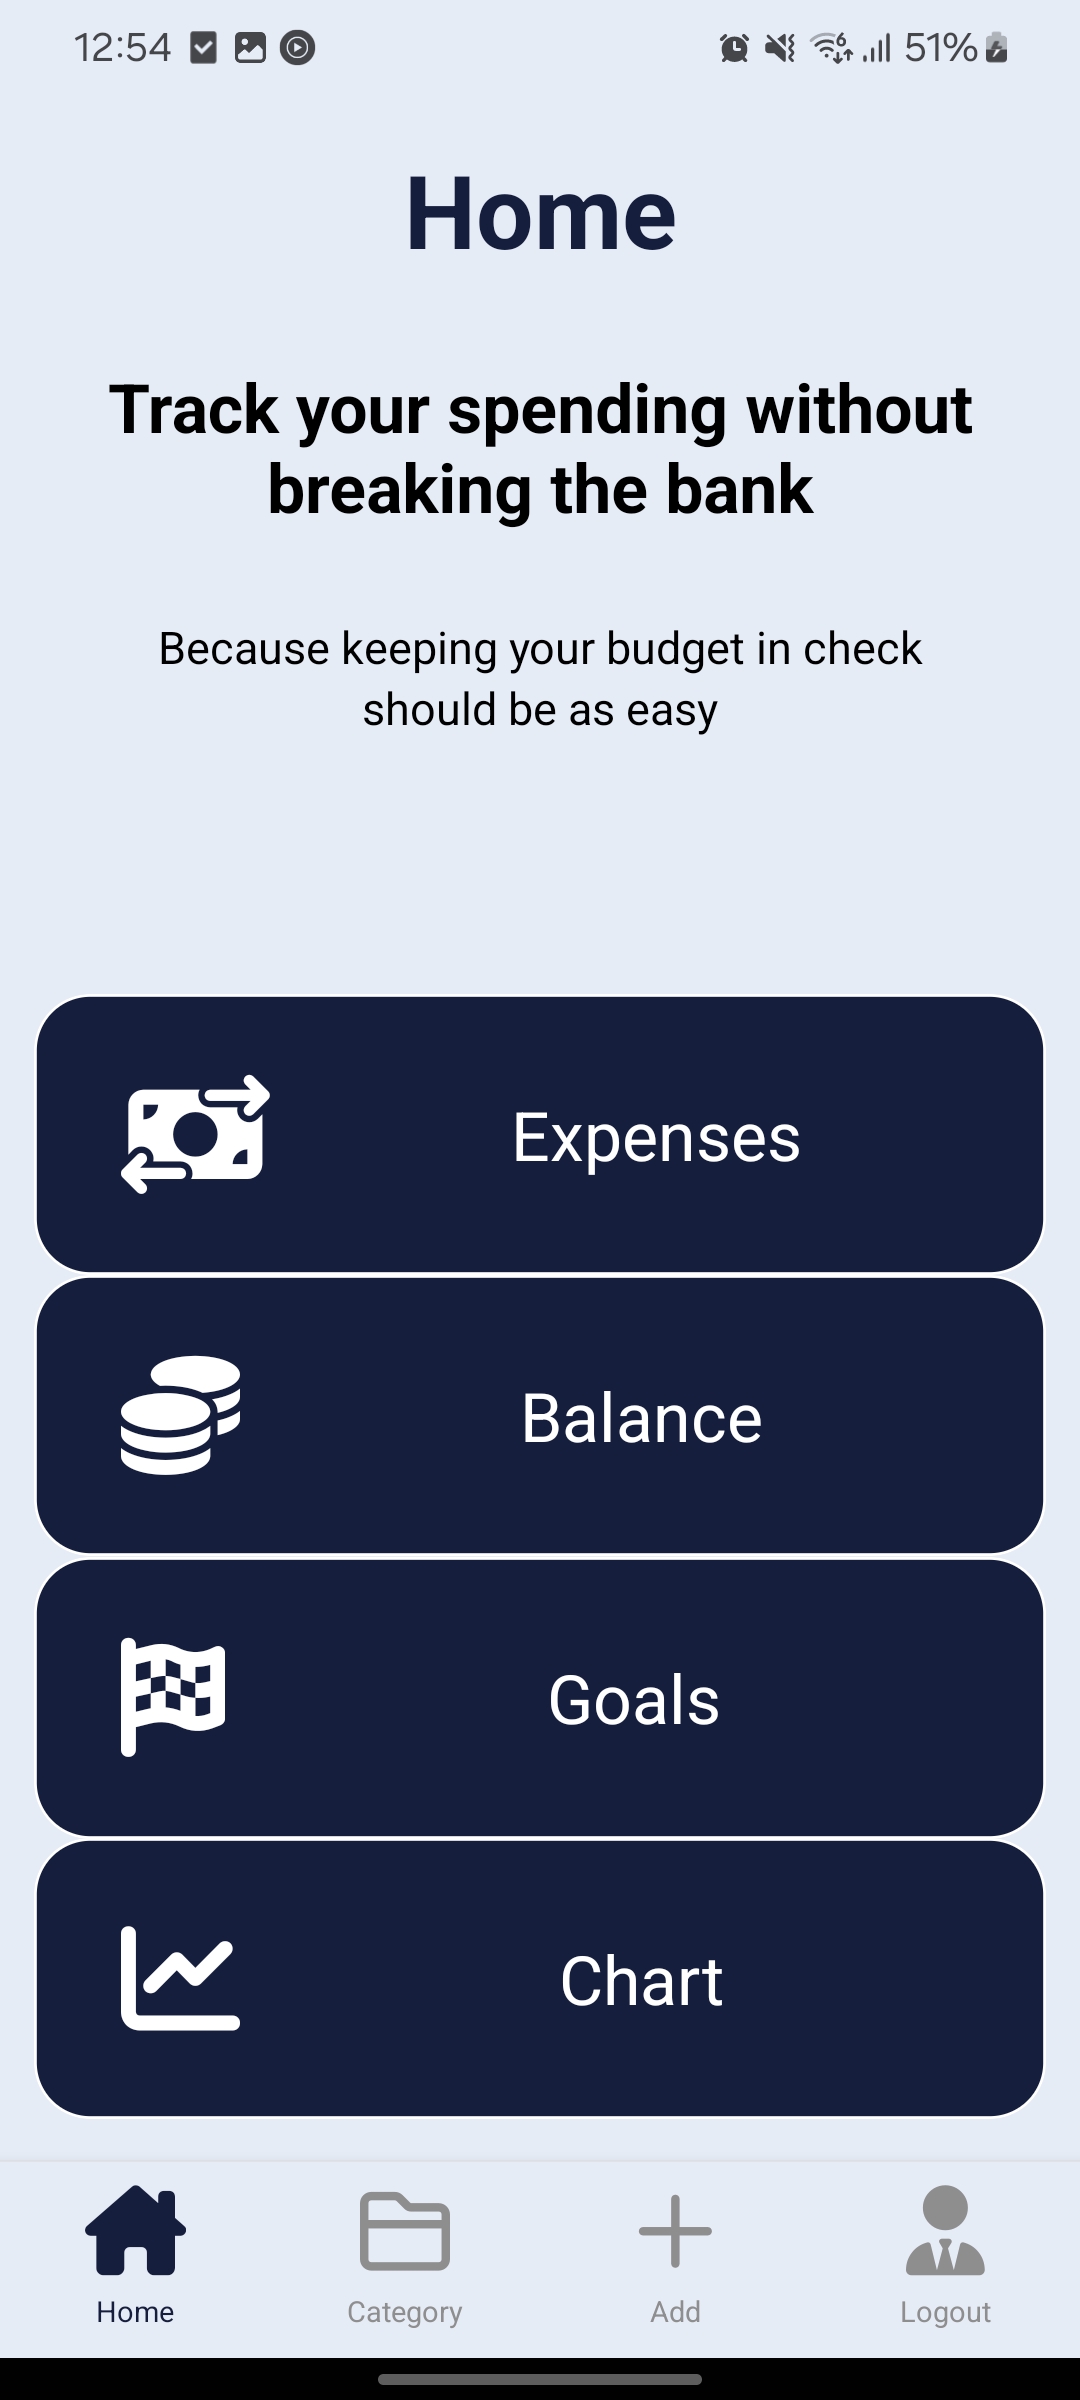 12:54 6 51%
Home
Track your spending without
breaking the bank
Because keeping your budget in check
should be as easy
Expenses
Balance
Goals
Chart
Home Category Add Logout